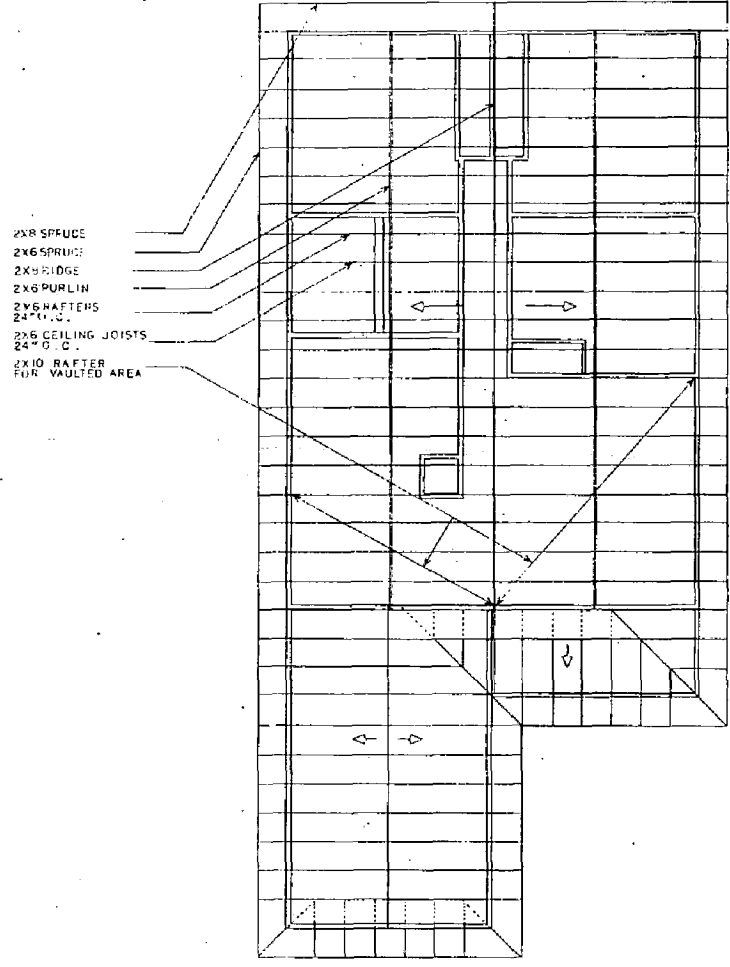 2X8 SPRUCE
2X6 SPRUCE
2X8 RIDGE
2X6 PURLIN
2X6 RAFTERS
24" O.C.
2X6 CEILING JOISTS
24" O.C.
2X10 RAFTER
FOR VAULTED AREA